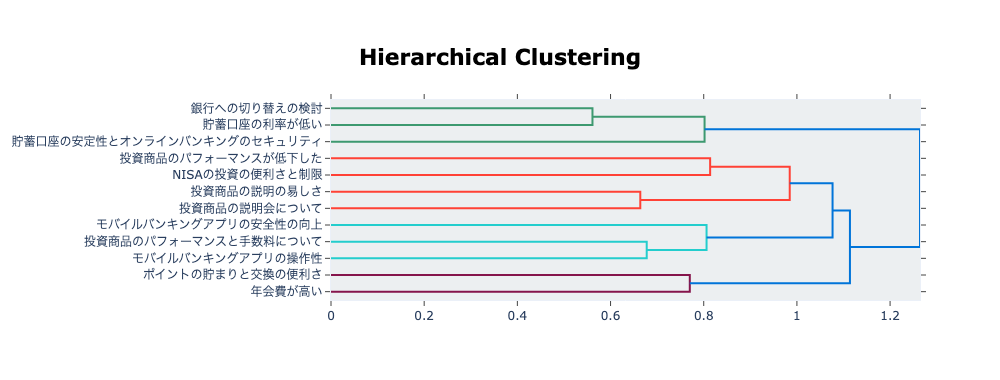 Hierarchical Clustering
銀行への切り替えの検討
貯蓄口座の利率が低い
貯蓄口座の安定性とオンラインバンキングのセキュリティ
投資商品のパフォーマンスが低下した
NISAの投資の便利さと制限
投資商品の説明の易しさ
投資商品の説明会について
モバイルバンキングアプリの安全性の向上
投資商品のパフォーマンスと手数料について
モバイルバンキングアプリの操作性
ポイントの貯まりと交換の便利さ
年会費が高い
0 0.2 0.4 0.6 0.8 1 1.2